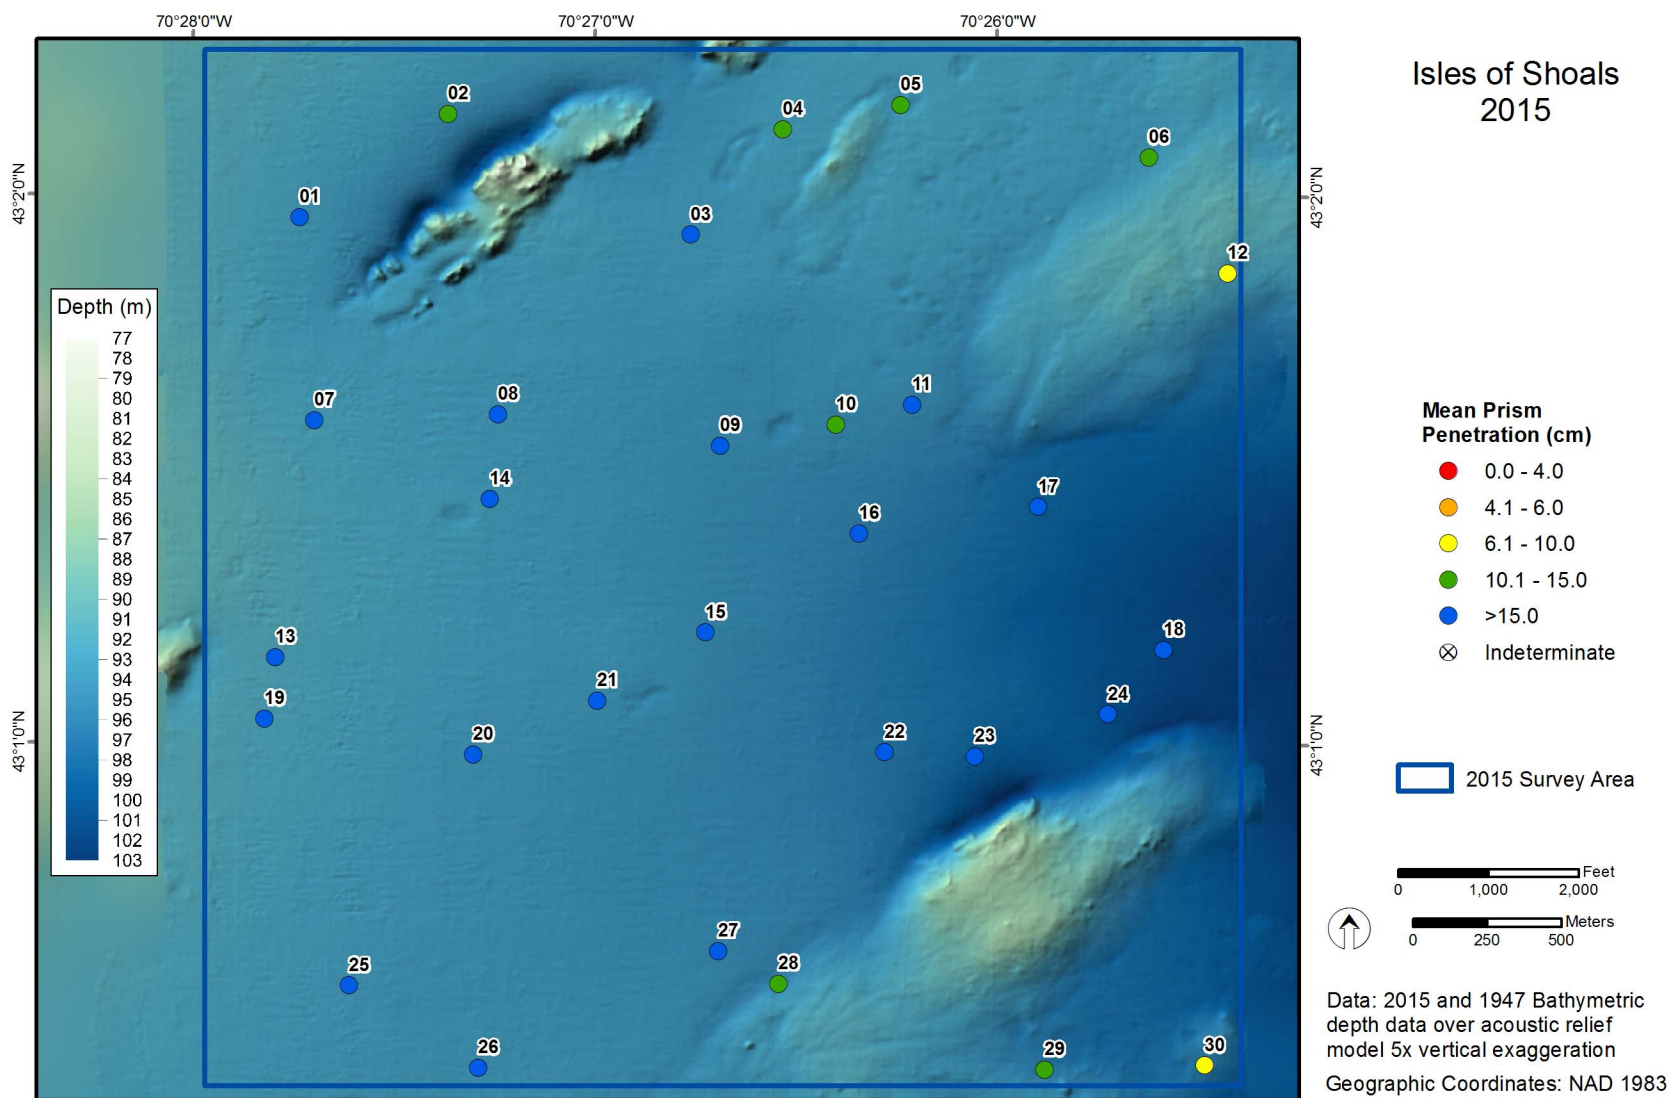 70°28'0"W
70°27'0"W
70°26'0"W
Isles of Shoals
2015
02
05
04
06
43°2'0"N
43°2'0"N
01
03
12
Depth (m)
77
78
79
80
81
82
83
84
85
86
87
88
89
90
91
92
93
94
95
96
97
98
99
100
101
102
103
07
08
11
10
09
14
17
16
15
18
13
21
19
24
20
22
23
43°1'0"N
43°1'0"N
27
28
25
26
29
30
Mean Prism
Penetration (cm)
0.0 - 4.0
4.1 - 6.0
6.1 - 10.0
10.1 - 15.0
>15.0
Indeterminate
2015 Survey Area
Feet
0 1,000 2,000
Meters
0 250 500
Data: 2015 and 1947 Bathymetric
depth data over acoustic relief
model 5x vertical exaggeration
Geographic Coordinates: NAD 1983